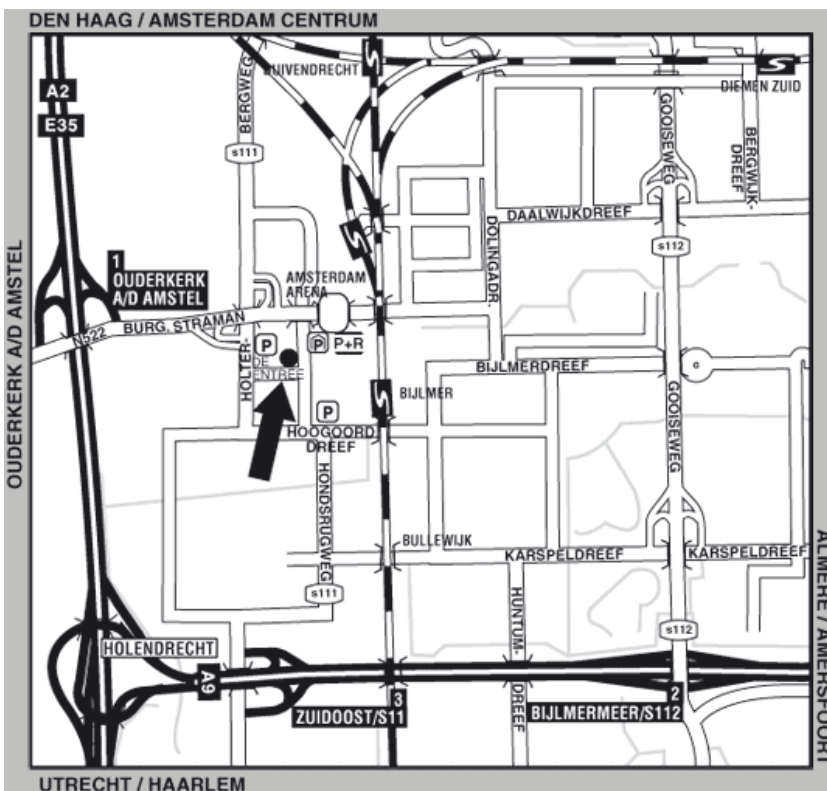 DEN HAAG / AMSTERDAM CENTRUM
A2
E35
DUIVENDRECHT
DIEMEN ZUID
BERGWEG
s111
GOOISEWEG
BERGWIJK-
DREEF
DAALWIJKDREEF
DOLINGADR.
s112
1
OUDERKERK
A/D AMSTEL
AMSTERDAM
ARENA
OUDERKERK A/D AMSTEL
N522
BURG. STRAMAN
HOLTER-
P
P
P+R
DE
ENTREE
BIJLMERDREEF
BIJLMER
P
GOOISEWEG
HOOGOORD
DREEF
HONDSRUGWEG
BULLEWIJK
KARSPELDREEF
KARSPELDREEF
s111
HUNTUM-
DREEF
s112
HOLENDRECHT
A9
3
ZUIDOOST/S11
2
BIJLMERMEER/S112
ALMERE / AMERSFOORT
UTRECHT / HAARLEM